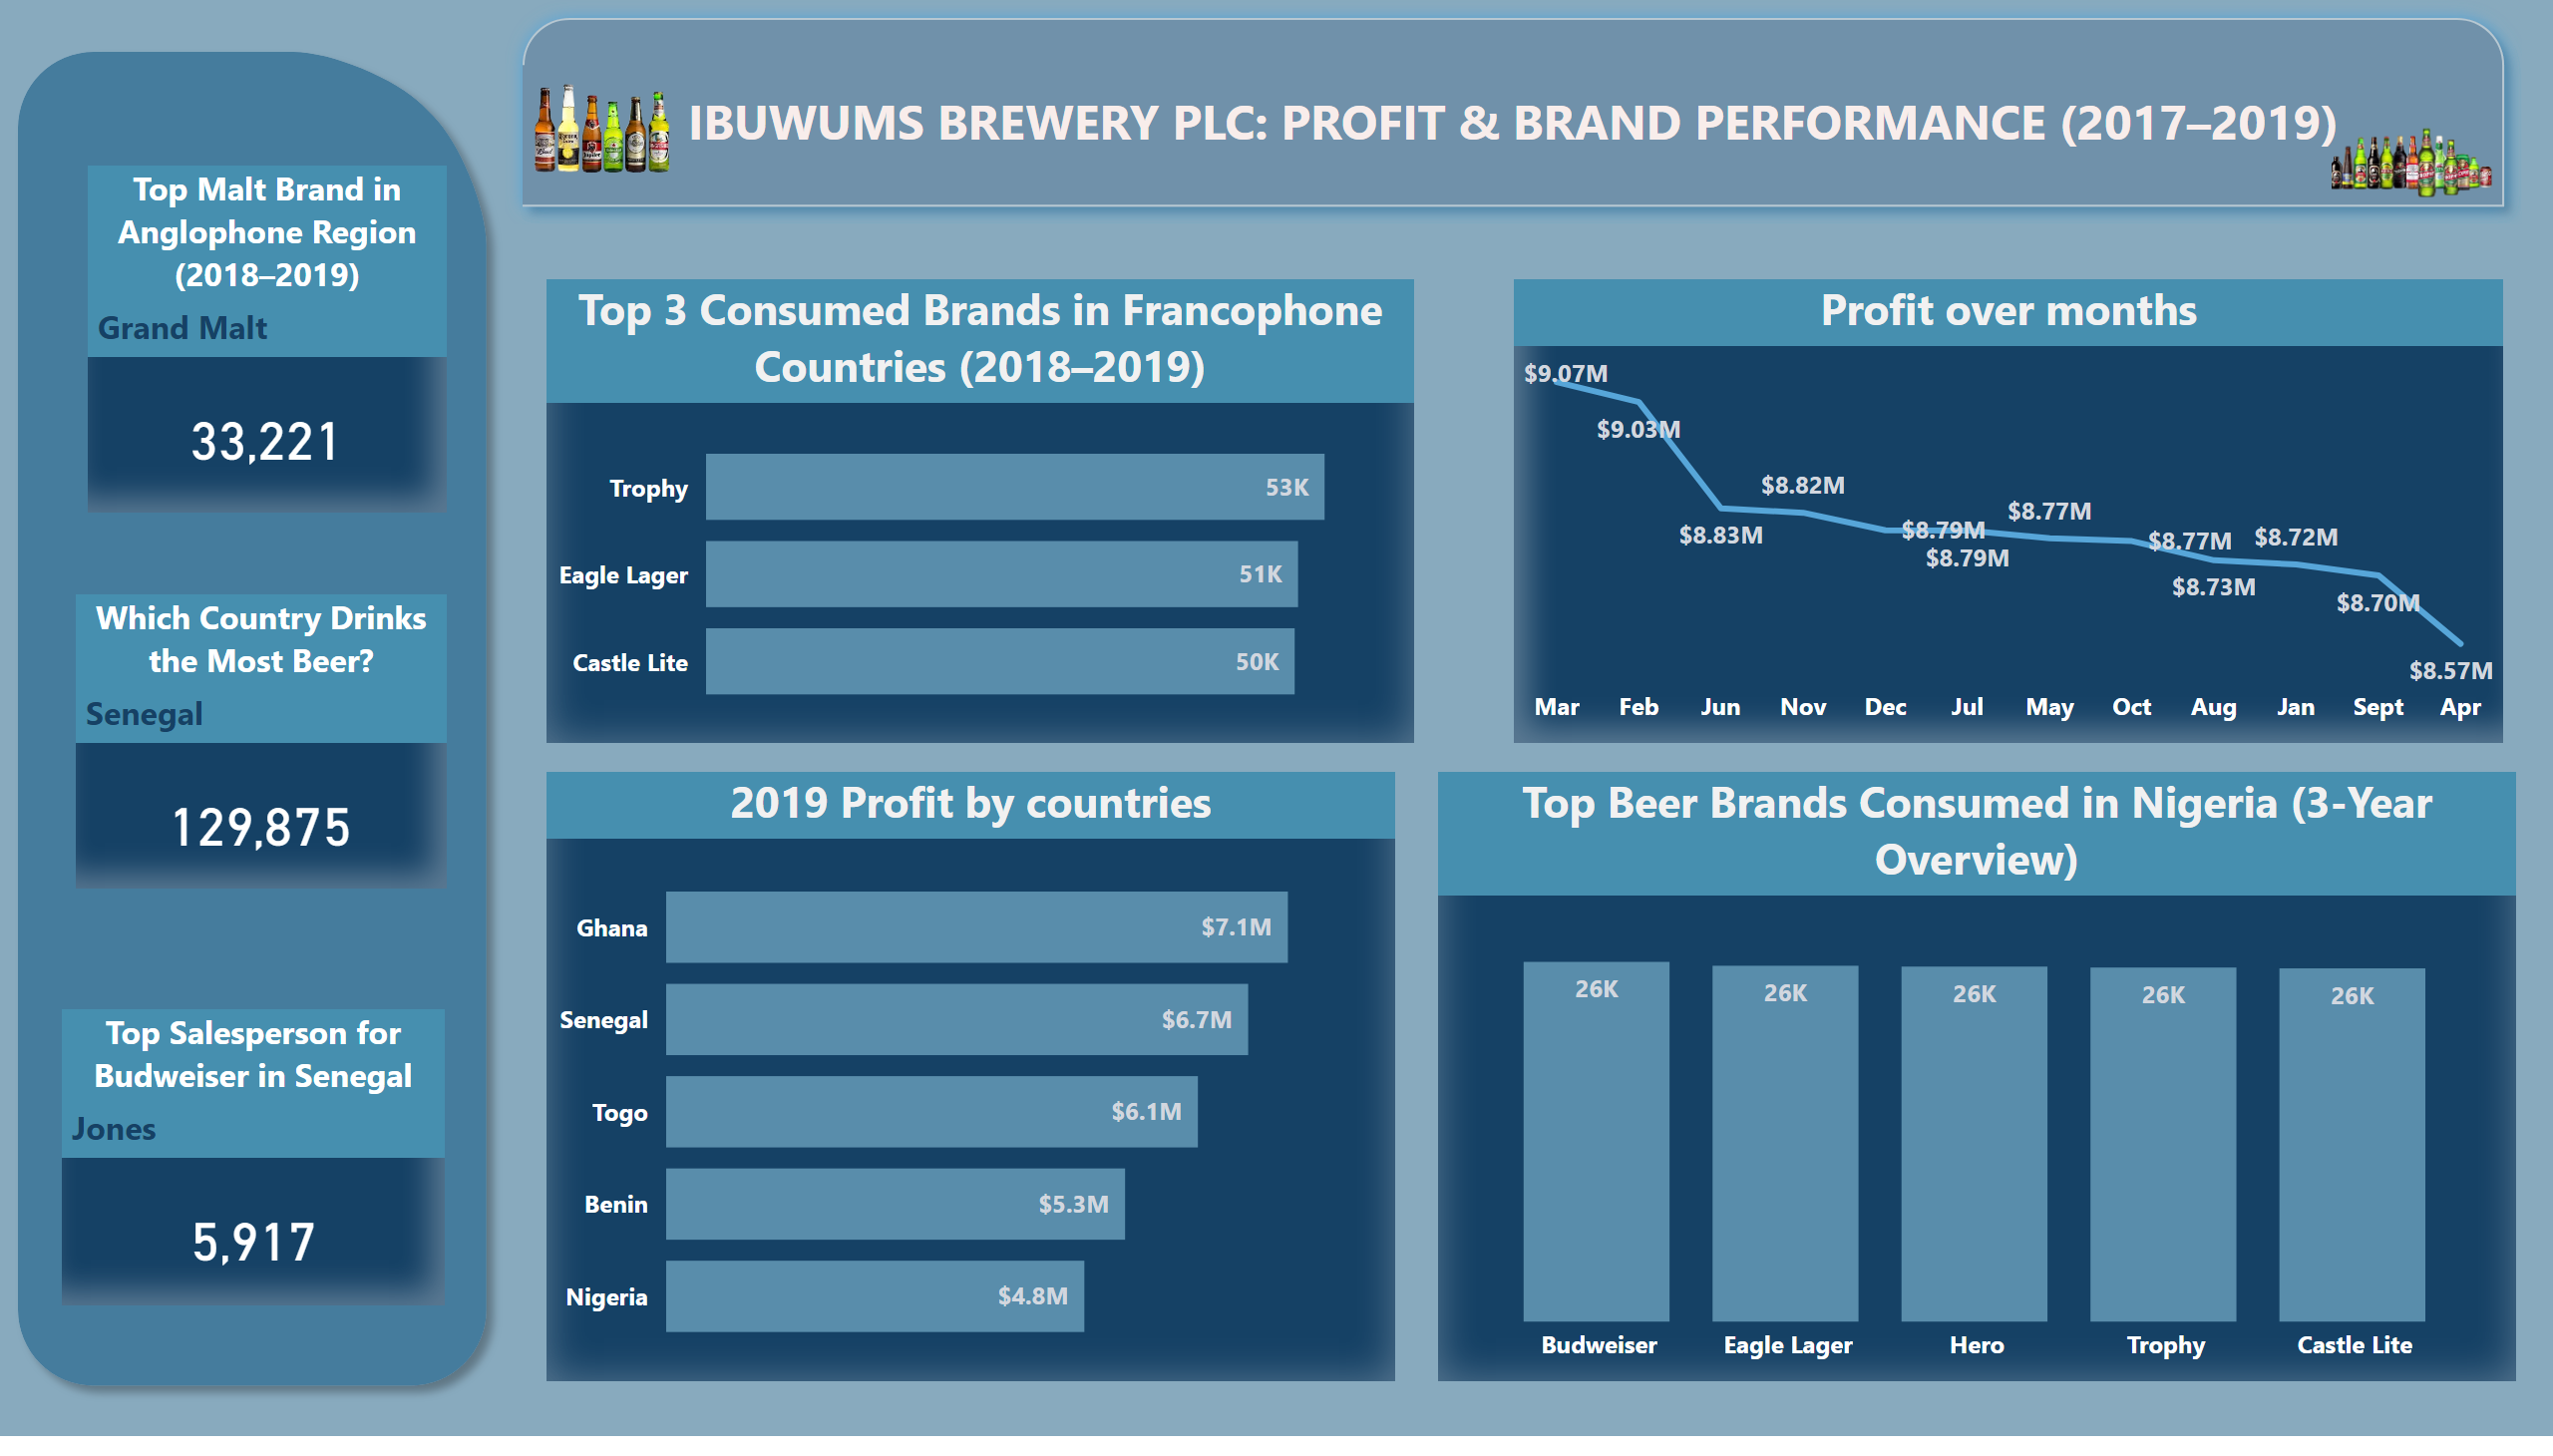 IBUWUMS BREWERY PLC: PROFIT & BRAND PERFORMANCE (2017–2019)
Top Malt Brand in
Anglophone Region
(2018–2019)
Grand Malt
33,221
Which Country Drinks
the Most Beer?
Senegal
129,875
Top Salesperson for
Budweiser in Senegal
Jones
5,917
Top 3 Consumed Brands in Francophone
Countries (2018–2019)
Trophy 53K
Eagle Lager 51K
Castle Lite 50K
Profit over months
$9.07M
$9.03M
$8.83M
$8.82M
$8.79M
$8.79M
$8.77M
$8.77M
$8.73M
$8.72M
$8.70M
$8.57M
Mar Feb Jun Nov Dec Jul May Oct Aug Jan Sept Apr
2019 Profit by countries
Ghana $7.1M
Senegal $6.7M
Togo $6.1M
Benin $5.3M
Nigeria $4.8M
Top Beer Brands Consumed in Nigeria (3-Year
Overview)
26K 26K 26K 26K 26K
Budweiser Eagle Lager Hero Trophy Castle Lite